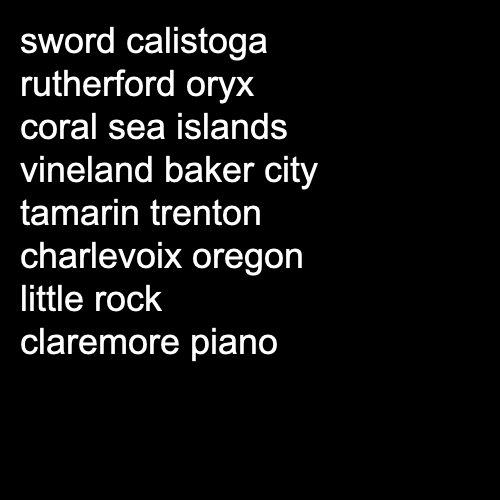 sword calistoga
rutherford oryx
coral sea islands
vineland baker city
tamarin trenton
charlevoix oregon
little rock
claremore piano